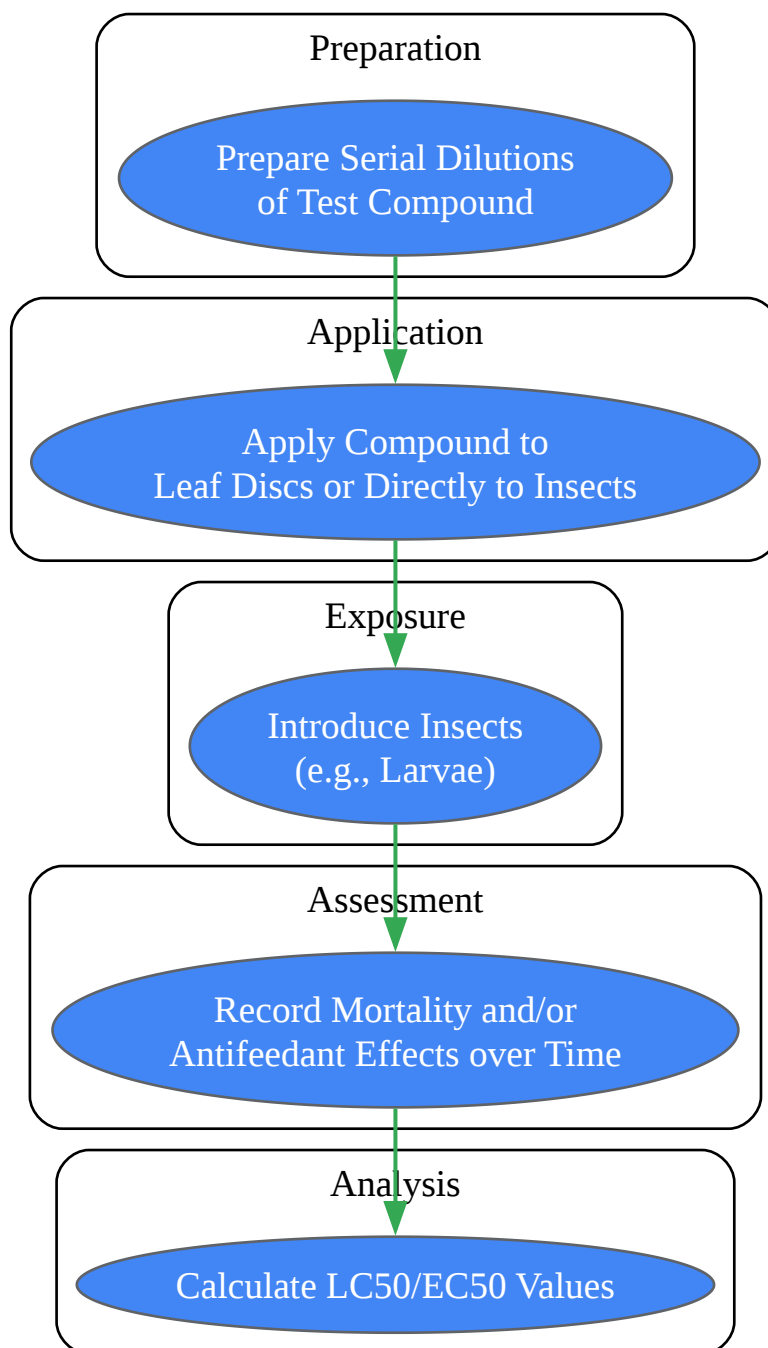 Preparation
Prepare Serial Dilutions
of Test Compound
Application
Apply Compound to
Leaf Discs or Directly to Insects
Exposure
Introduce Insects
(e.g., Larvae)
Assessment
Record Mortality and/or
Antifeedant Effects over Time
Analysis
Calculate LC50/EC50 Values